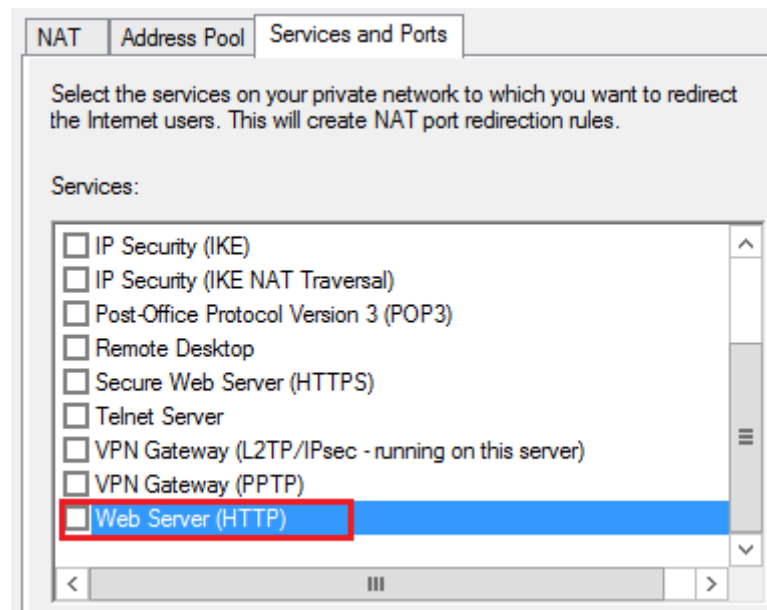 NAT Address Pool Services and Ports
Select the services on your private network to which you want to redirect
the Internet users. This will create NAT port redirection rules.
Services:
IP Security (IKE)
IP Security (IKE NAT Traversal)
Post-Office Protocol Version 3 (POP3)
Remote Desktop
Secure Web Server (HTTPS)
Telnet Server
VPN Gateway (L2TP/IPsec - running on this server)
VPN Gateway (PPTP)
Web Server (HTTP)